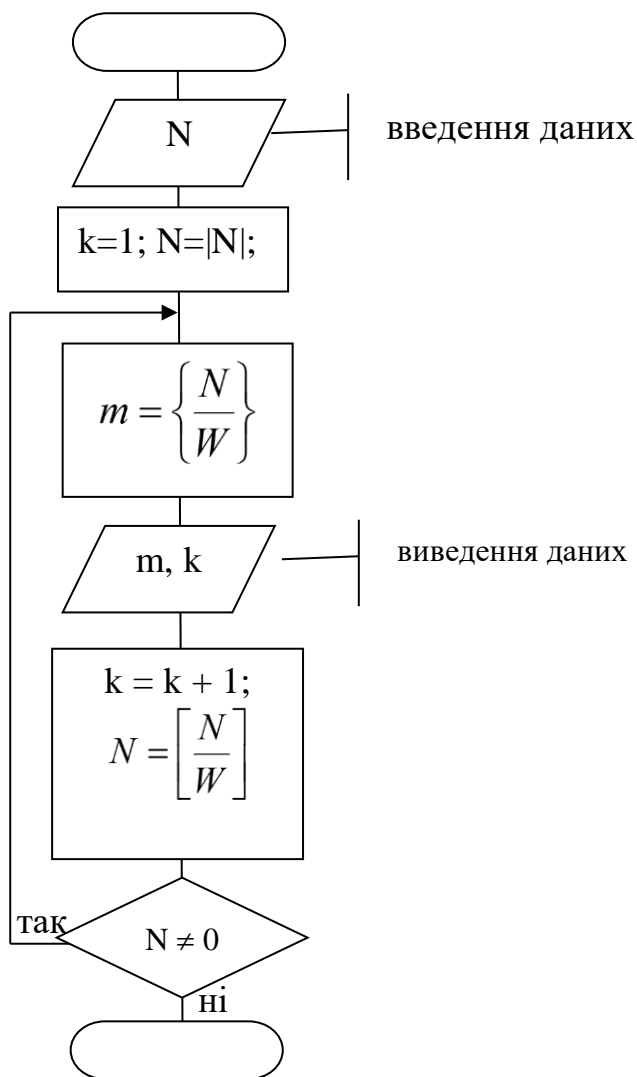 N
введення даних
k=1; N=|N|;
m = {N/W}
m, k
виведення даних
k = k + 1;
N = [N/W]
так
N ≠ 0
ні